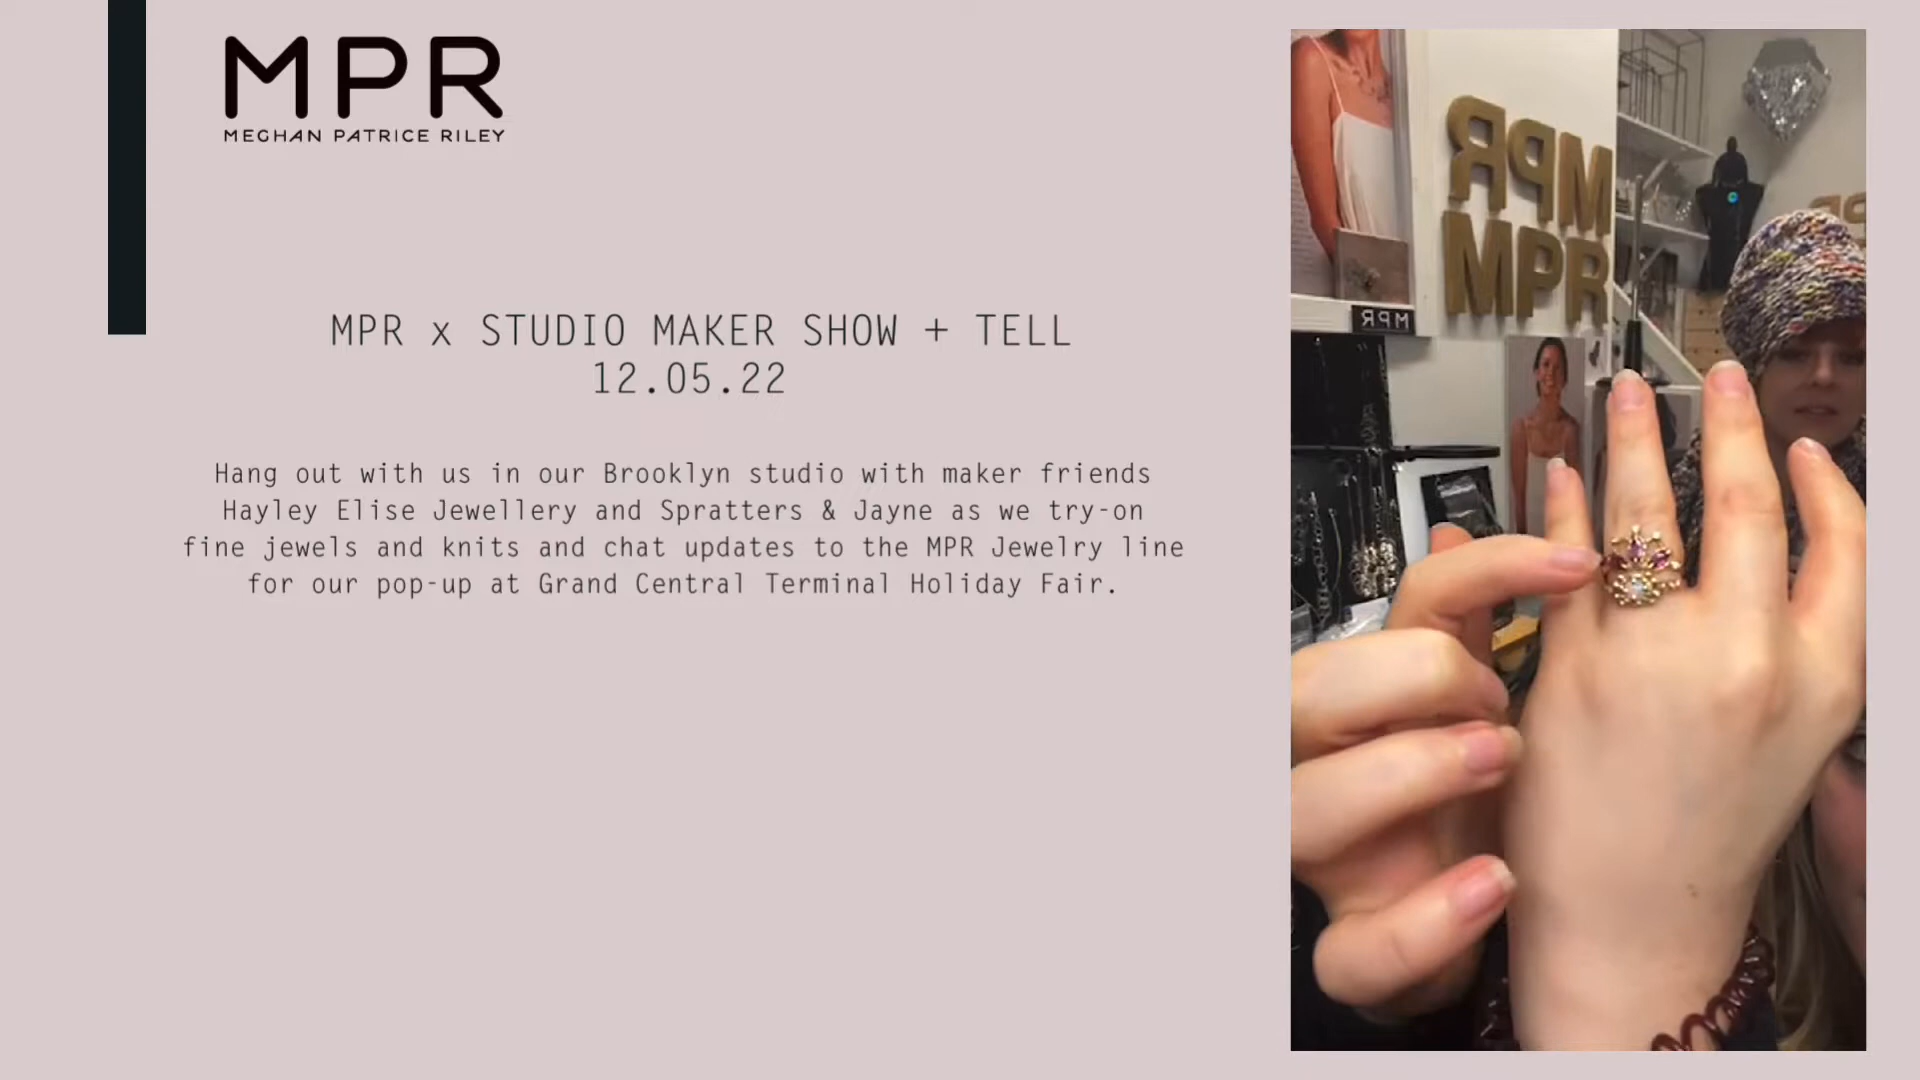 MPR
MEGHAN PATRICE RILEY
MPR x STUDIO MAKER SHOW + TELL
12.05.22
Hang out with us in our Brooklyn studio with maker friends
Hayley Elise Jewellery and Spratters & Jayne as we try-on
fine jewels and knits and chat updates to the MPR Jewelry line
for our pop-up at Grand Central Terminal Holiday Fair.
MPR
MPR
MPR